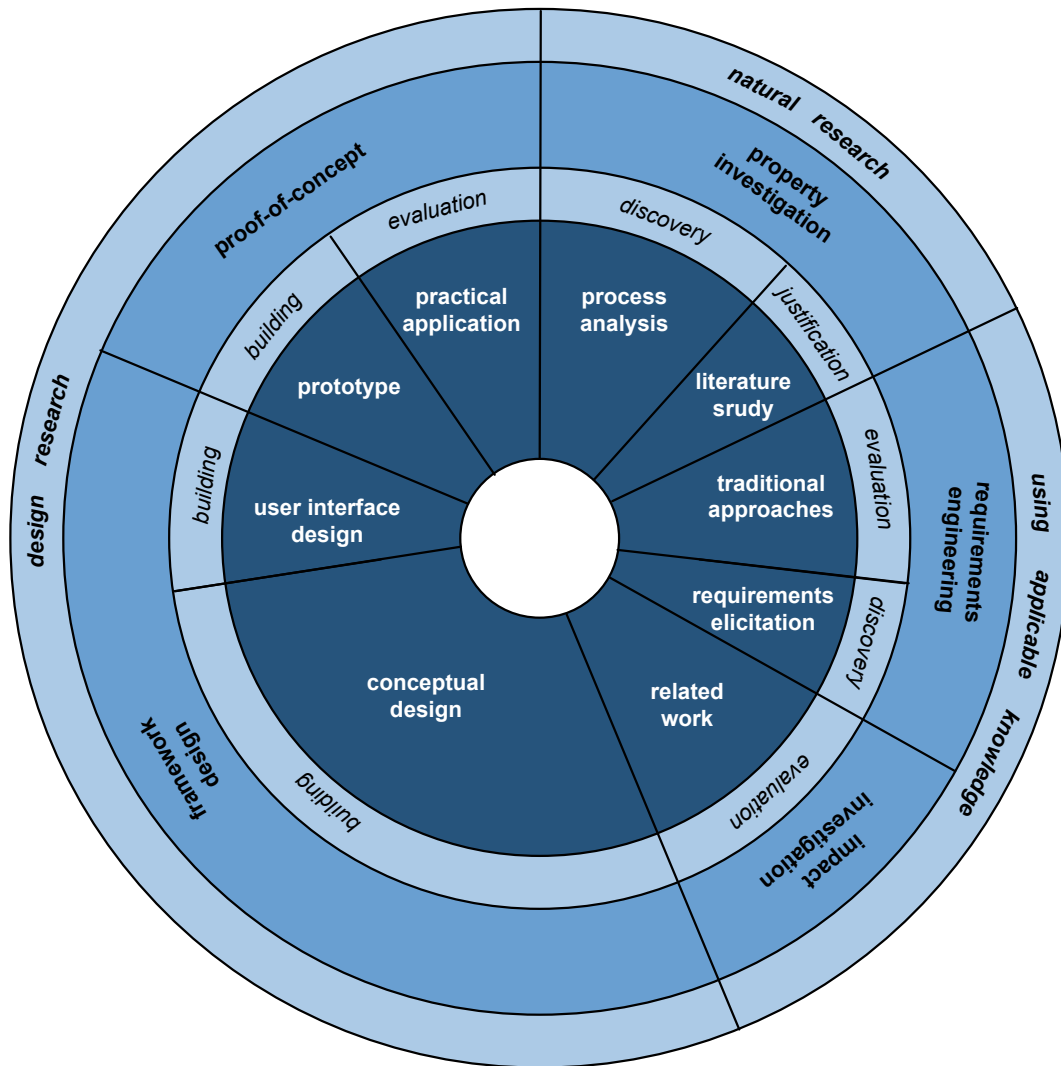 natural research
property
investigation
discovery
justification
process
analysis
literature
srudy
using applicable knowledge
requirements
engineering
evaluation
discovery
traditional
approaches
requirements
elicitation
impact
investigation
evaluation
related
work
design research
framework
design
building
building
conceptual
design
user interface
design
proof-of-concept
building
evaluation
prototype
practical
application